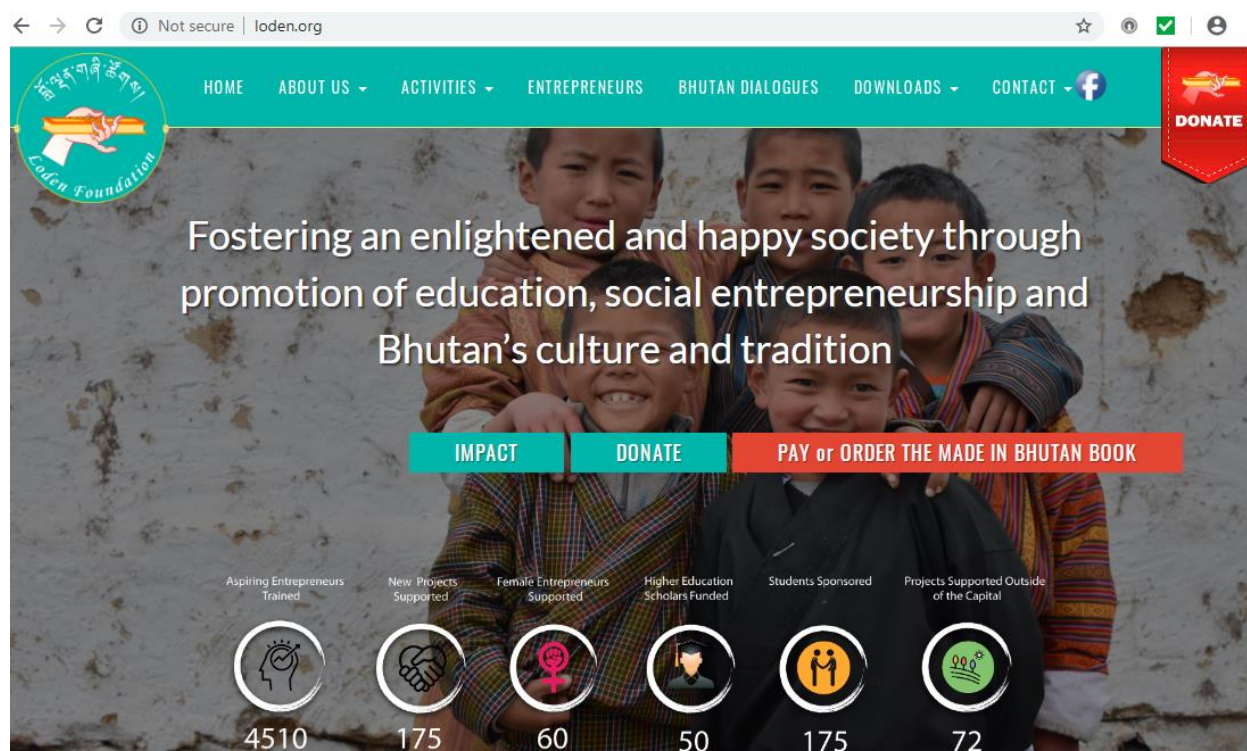 Not secure | loden.org
བློ་ལྡན་གཞི་ཚོགས།
Loden Foundation
HOME ABOUT US ACTIVITIES ENTREPRENEURS BHUTAN DIALOGUES DOWNLOADS CONTACT f
DONATE
Fostering an enlightened and happy society through
promotion of education, social entrepreneurship and
Bhutan's culture and tradition
IMPACT DONATE PAY or ORDER THE MADE IN BHUTAN BOOK
Aspiring Entrepreneurs
Trained
New Projects
Supported
Female Entrepreneurs
Supported
Higher Education
Scholars Funded
Students Sponsored
Projects Supported Outside
of the Capital
4510 175 60 50 175 72